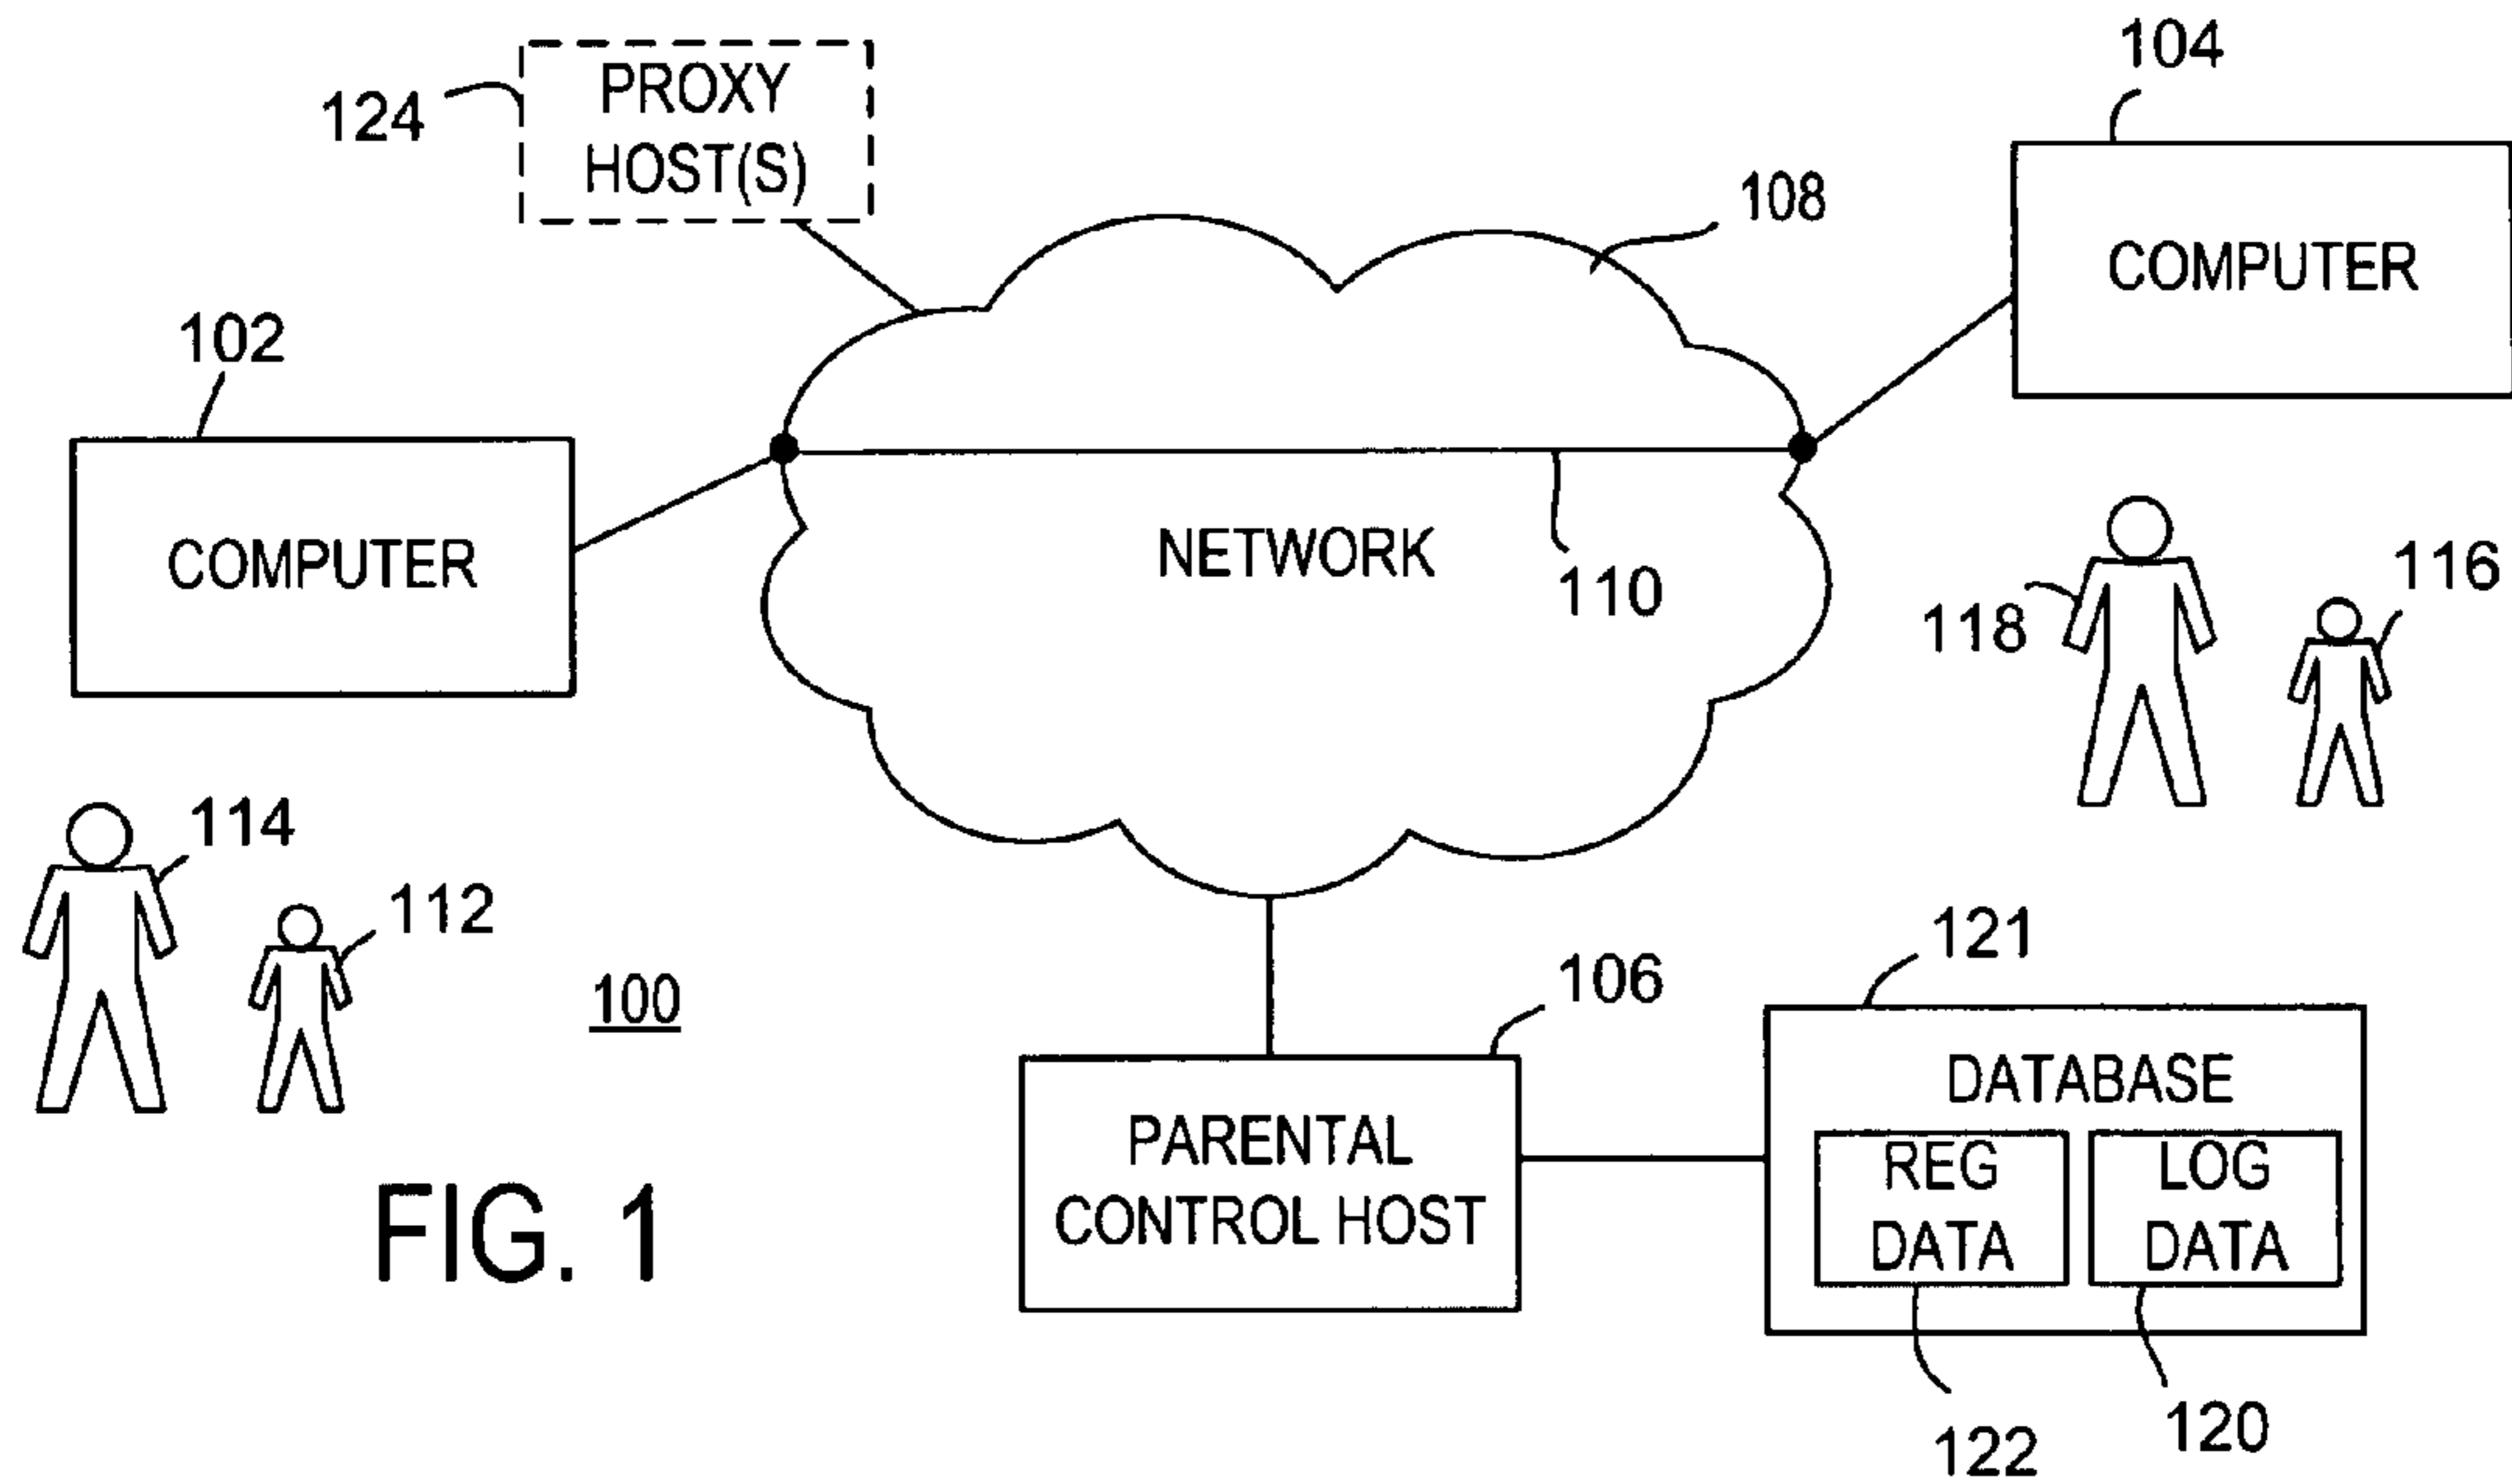 104
PROXY
HOST(S)
124
108
COMPUTER
102
COMPUTER
NETWORK
110
118
116
114
112
100
106
121
DATABASE
PARENTAL
CONTROL HOST
REG
DATA
LOG
DATA
FIG. 1
122
120